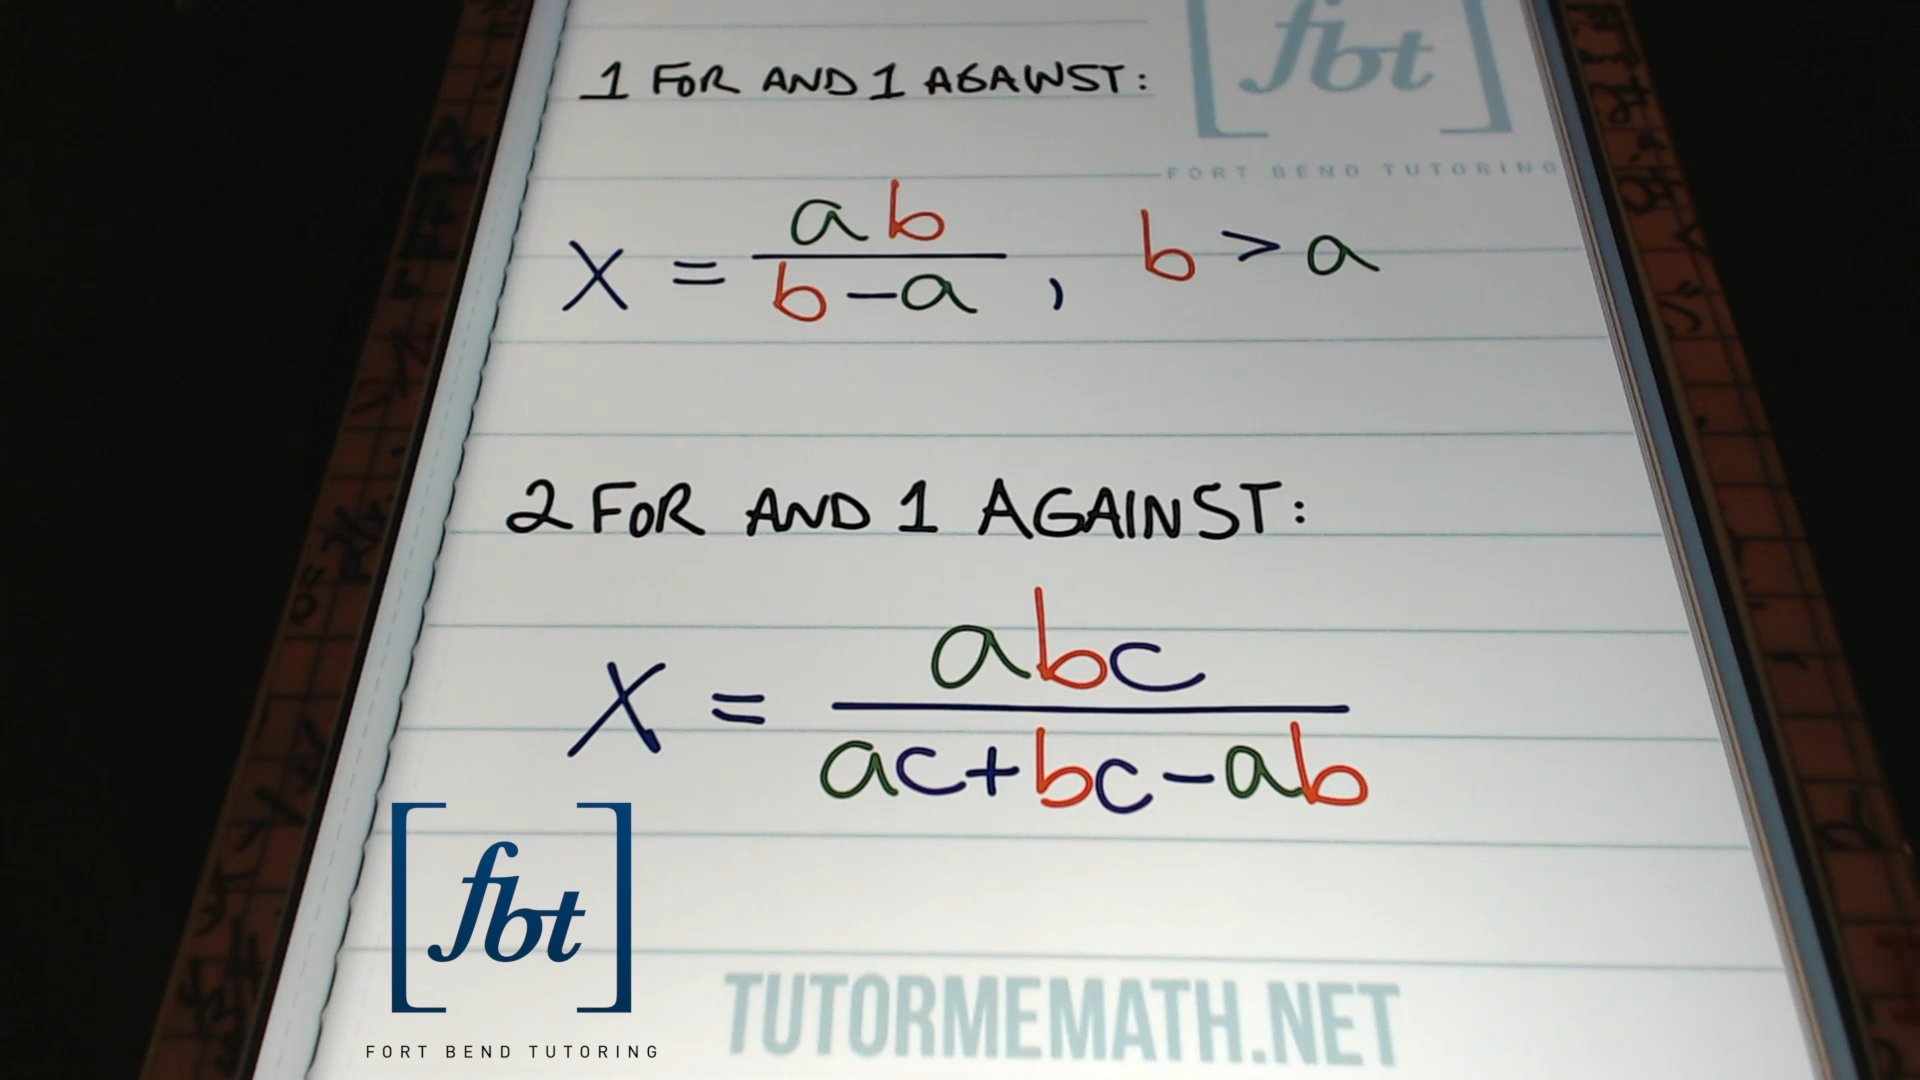 fbt
FORT BEND TUTORING
1 FOR AND 1 AGAINST:
X = ab / b-a , b > a
2 FOR AND 1 AGAINST:
X = abc / ac+bc-ab
fbt
FORT BEND TUTORING
TUTORMEMATH.NET